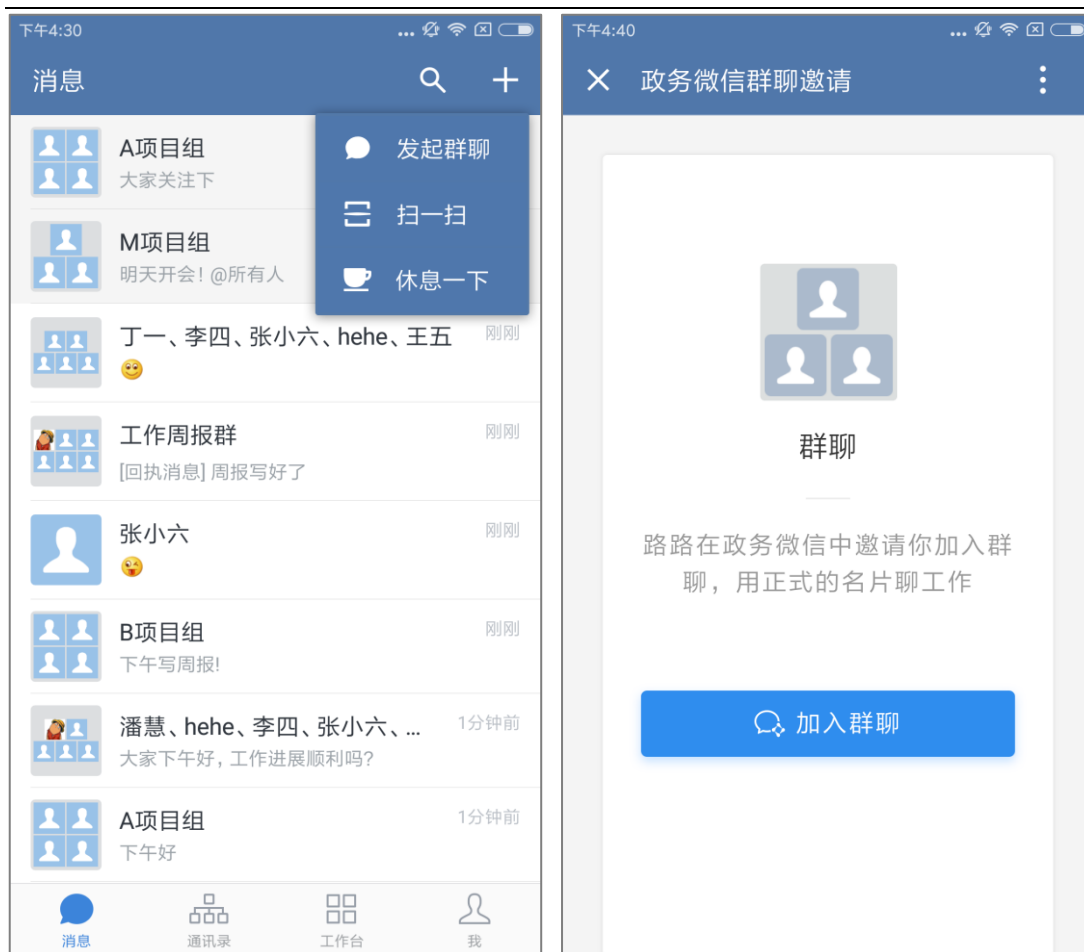 下午4:30
消息
发起群聊
扫一扫
休息一下
A项目组
大家关注下
M项目组
明天开会! @所有人
丁一、李四、张小六、hehe、王五
刚刚
工作周报群
刚刚
[回执消息] 周报写好了
张小六
刚刚
B项目组
刚刚
下午写周报!
潘慧、hehe、李四、张小六、...
1分钟前
大家下午好, 工作进展顺利吗?
A项目组
1分钟前
下午好
消息
通讯录
工作台
我
下午4:40
政务微信群聊邀请
群聊
路路在政务微信中邀请你加入群
聊，用正式的名片聊工作
加入群聊